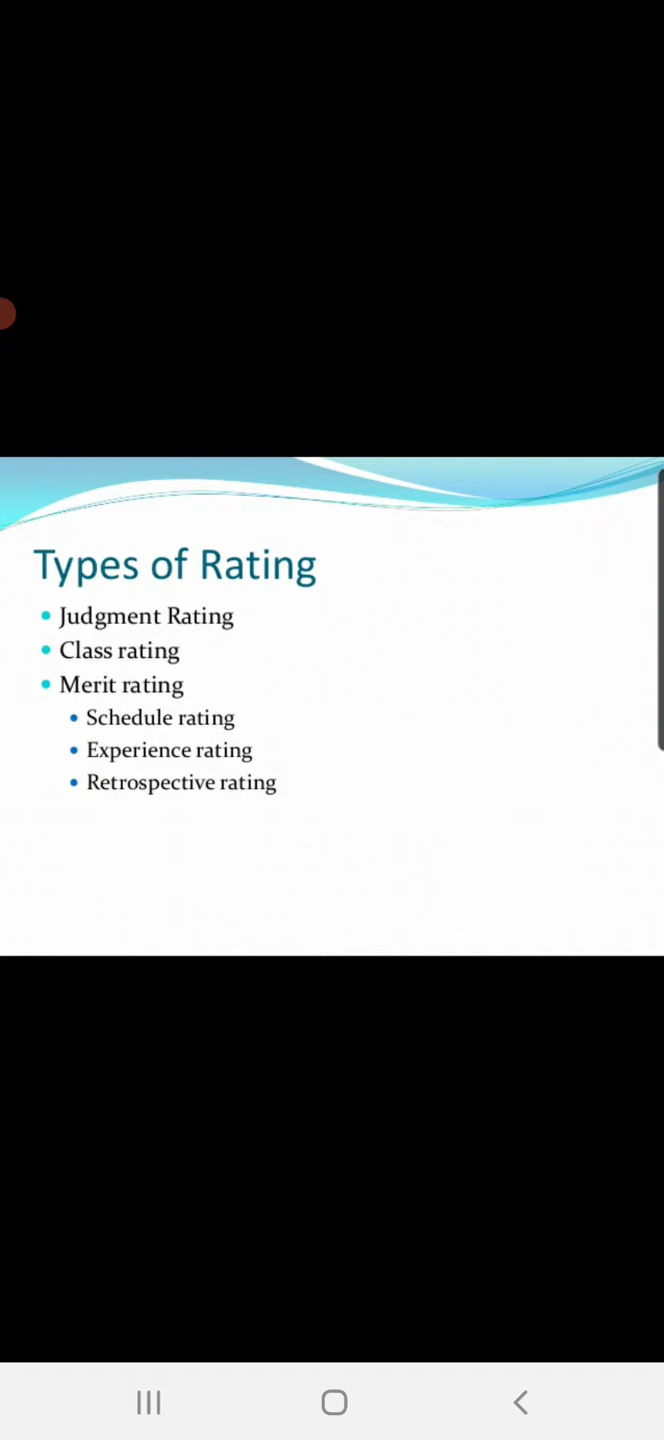 Types of Rating
Judgment Rating
Class rating
Merit rating
Schedule rating
Experience rating
Retrospective rating